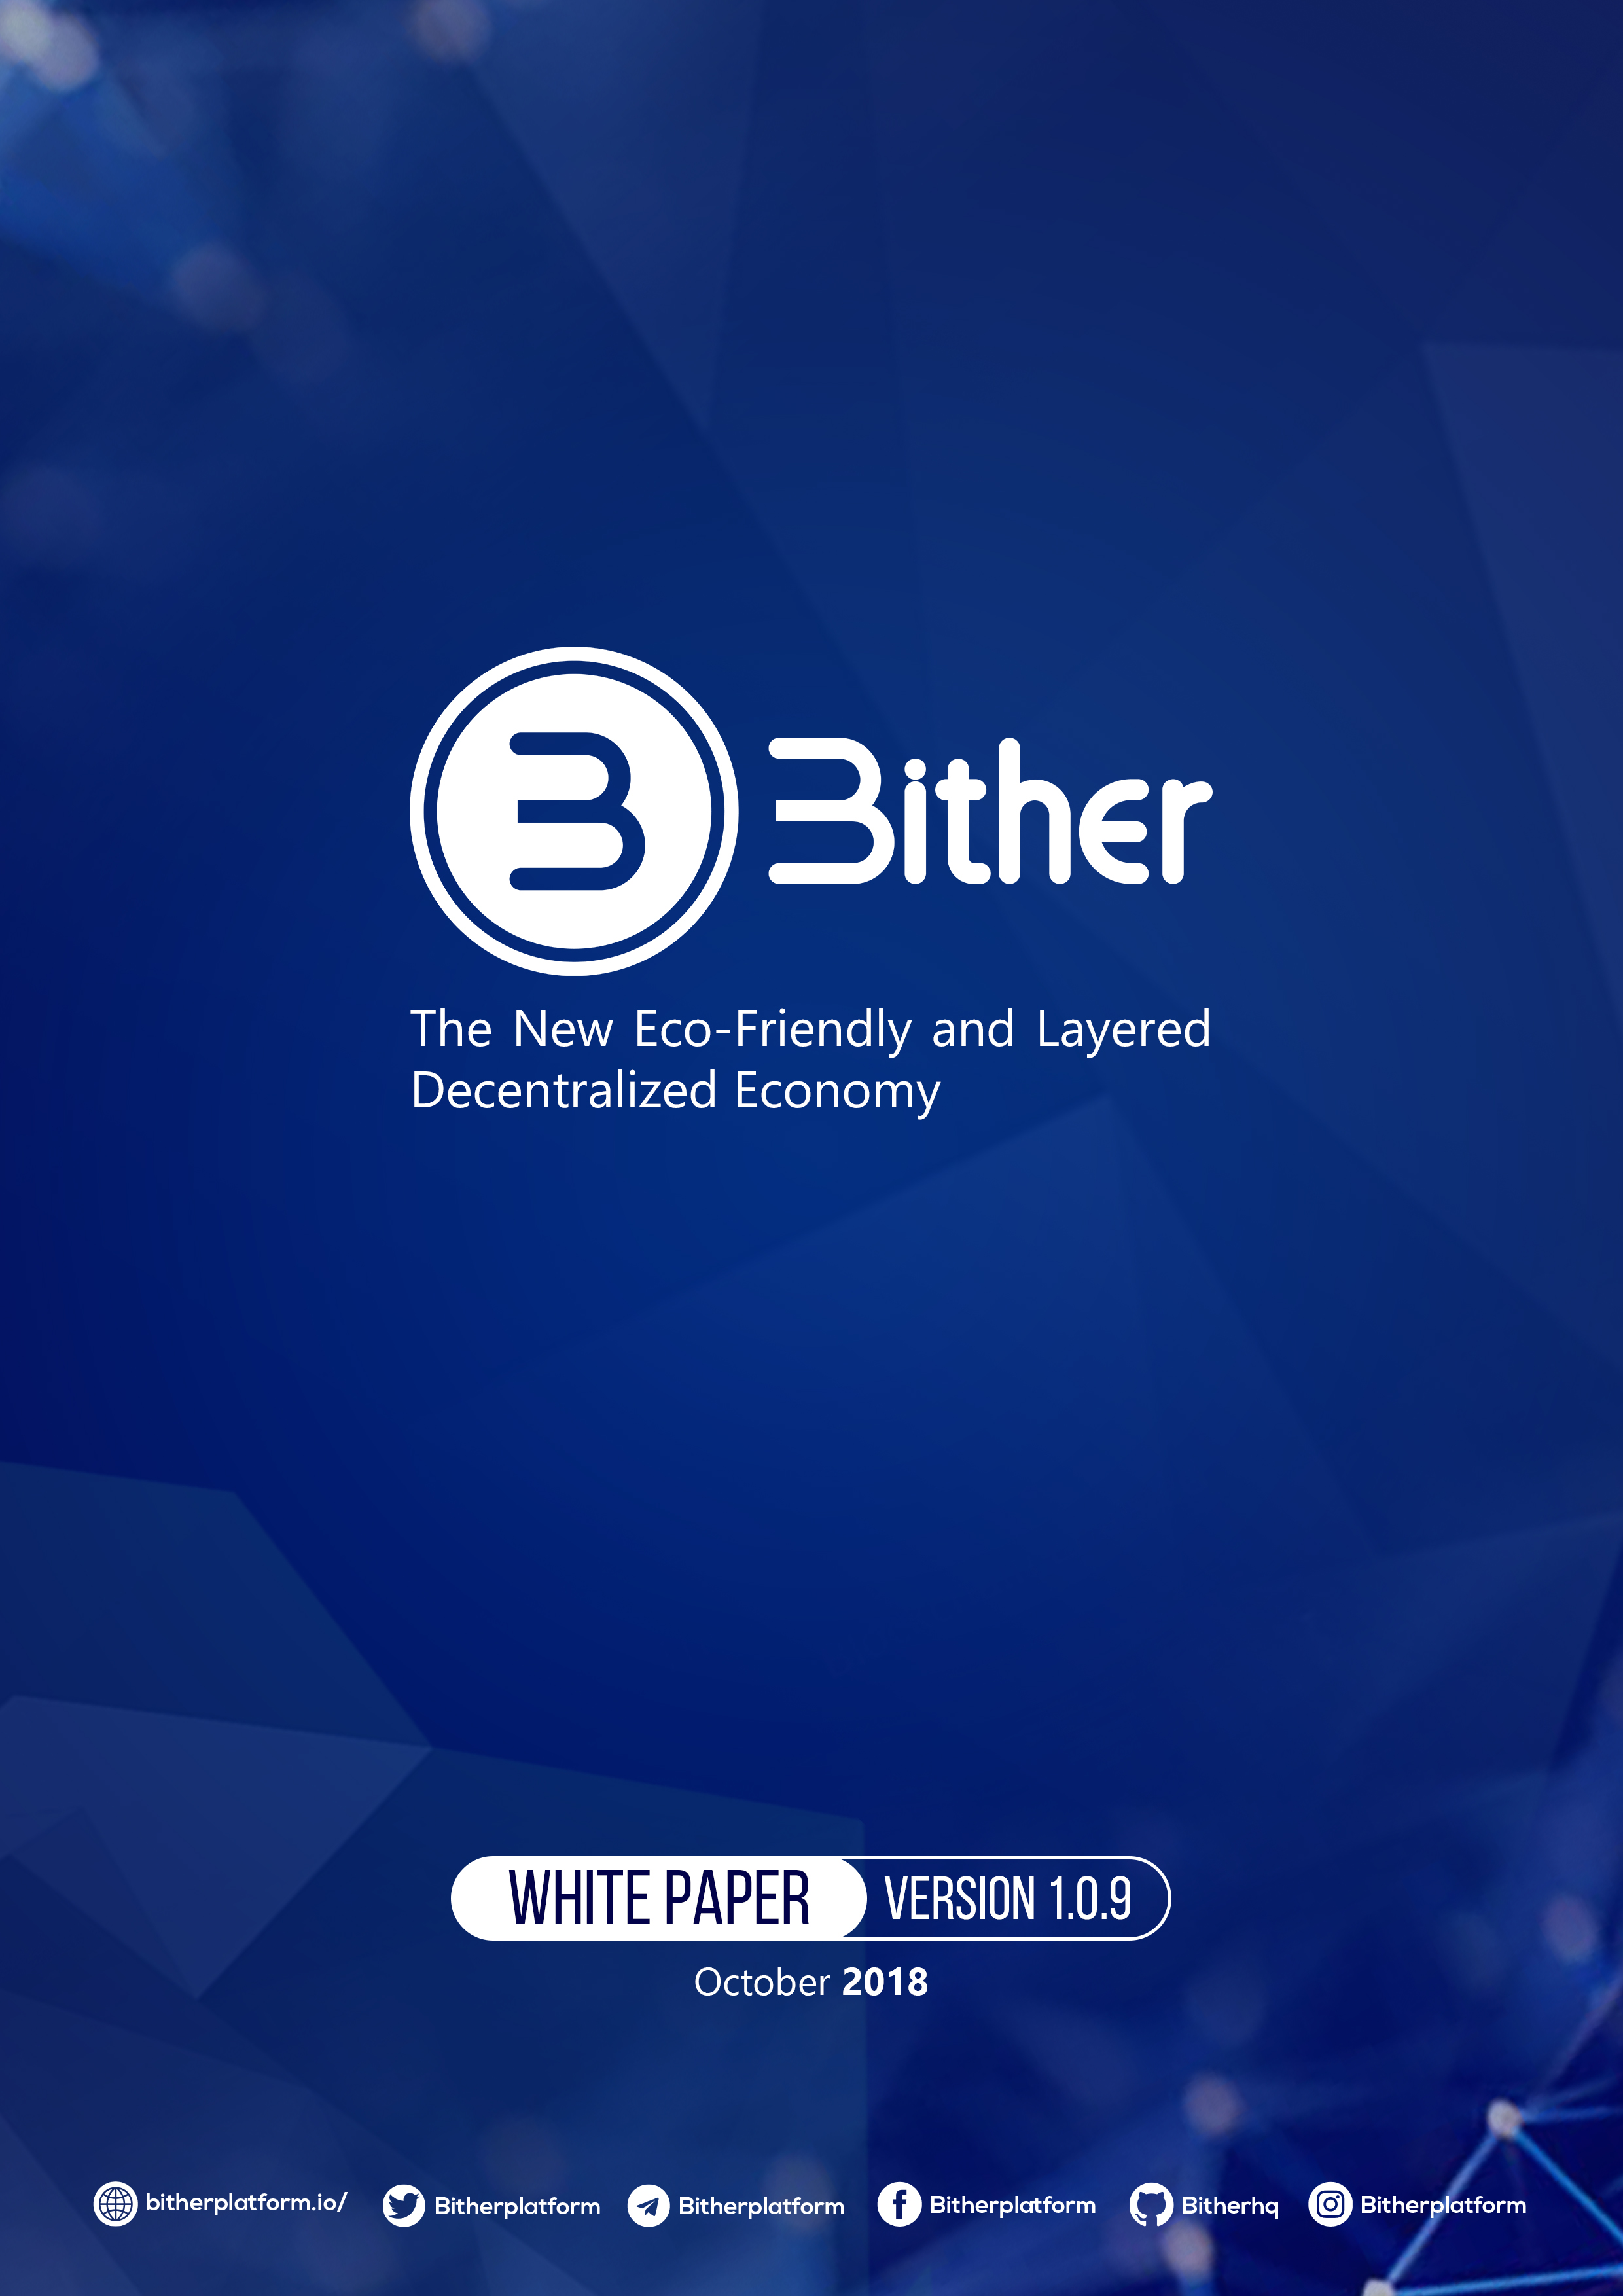 Bither
The New Eco-Friendly and Layered
Decentralized Economy
WHITE PAPER VERSION 1.0.9
October 2018
bitherplatform.io/ Bitherplatform Bitherplatform Bitherplatform Bitherhq Bitherplatform